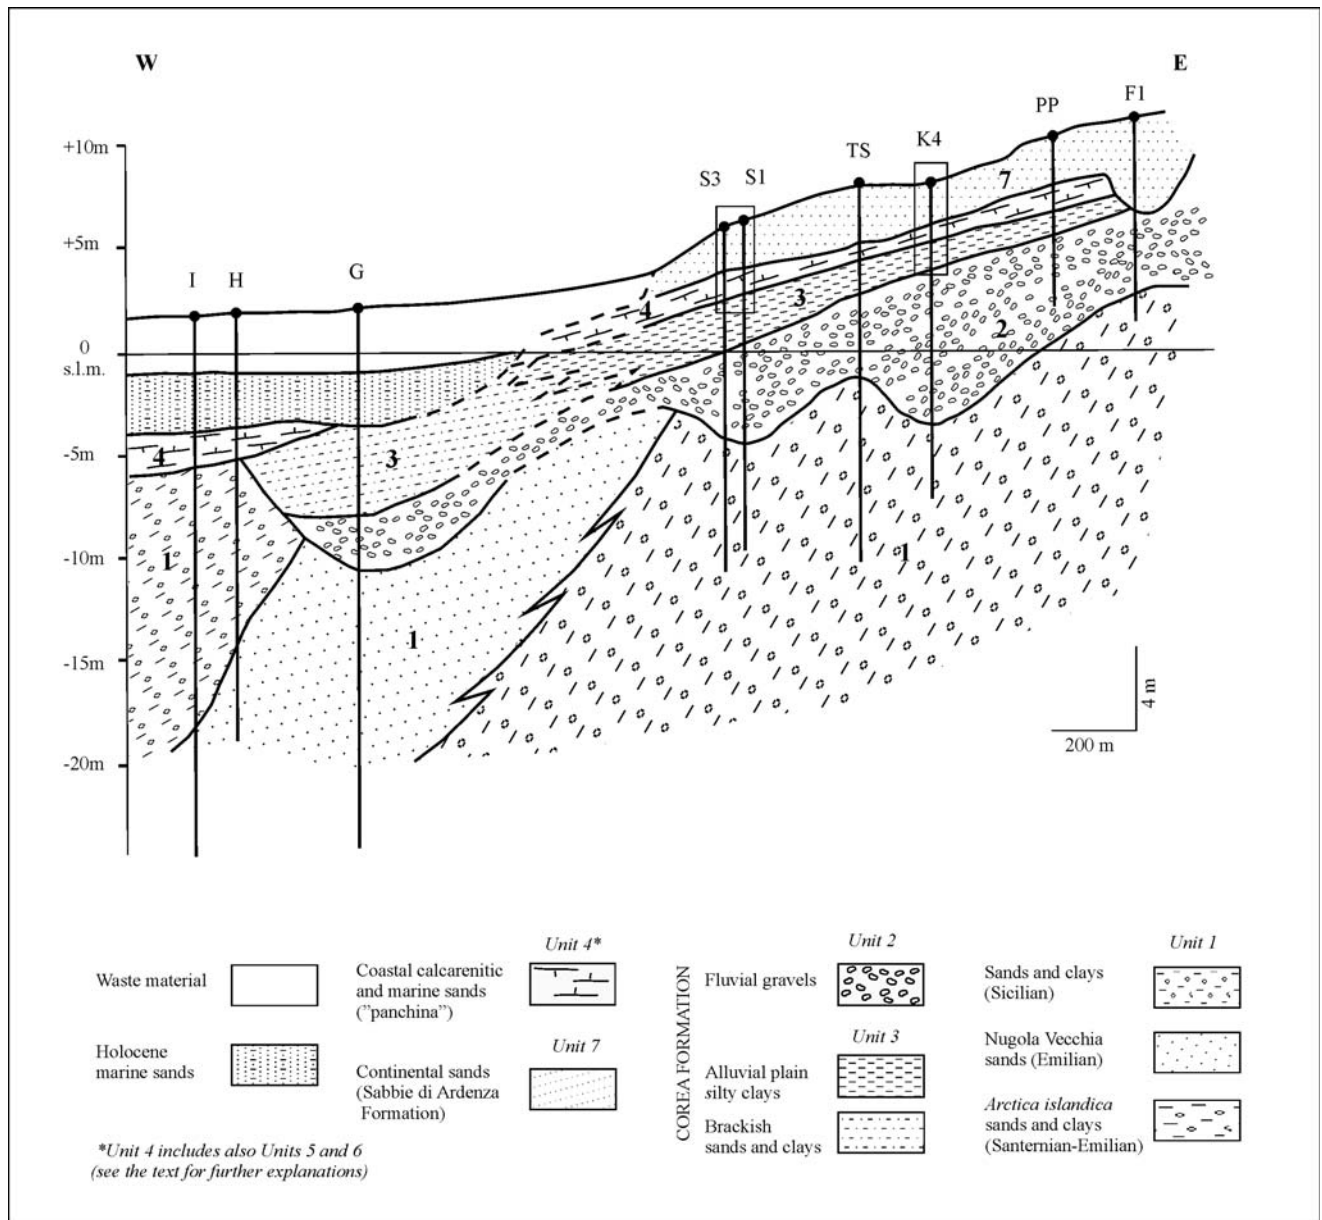 W
E
F1
PP
K4
TS
S3
S1
+10m
7
+5m
I
H
G
4
3
0
s.l.m.
2
4
-5m
3
1
-10m
1
1
-15m
4 m
200 m
-20m
Unit 4*
Unit 2
Unit 1
Waste material
Coastal calcarenitic
and marine sands
("panchina")
COREA FORMATION
Fluvial gravels
Sands and clays
(Sicilian)
Holocene
marine sands
Unit 7
Continental sands
(Sabbie di Ardenza
Formation)
Unit 3
Alluvial plain
silty clays
Brackish
sands and clays
Nugola Vecchia
sands (Emilian)
Arctica islandica
sands and clays
(Santernian-Emilian)
*Unit 4 includes also Units 5 and 6
(see the text for further explanations)